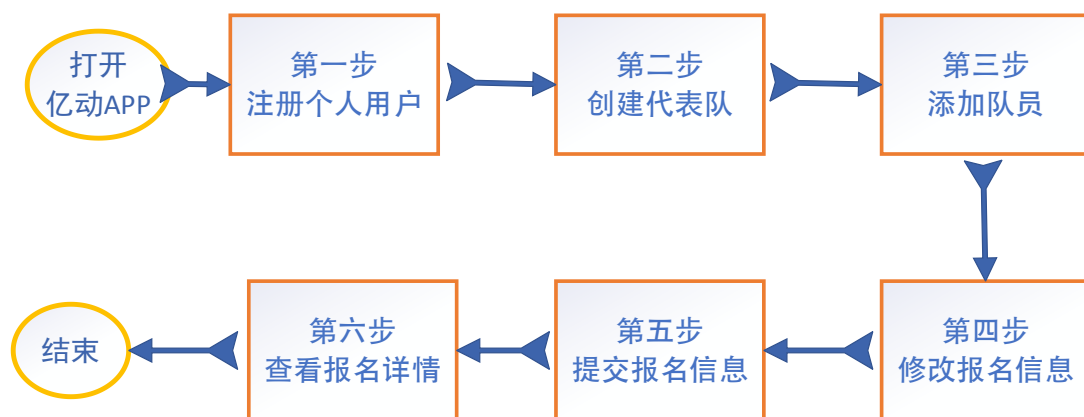 打开
亿动APP
第一步
注册个人用户
第二步
创建代表队
第三步
添加队员
第四步
修改报名信息
第五步
提交报名信息
第六步
查看报名详情
结束